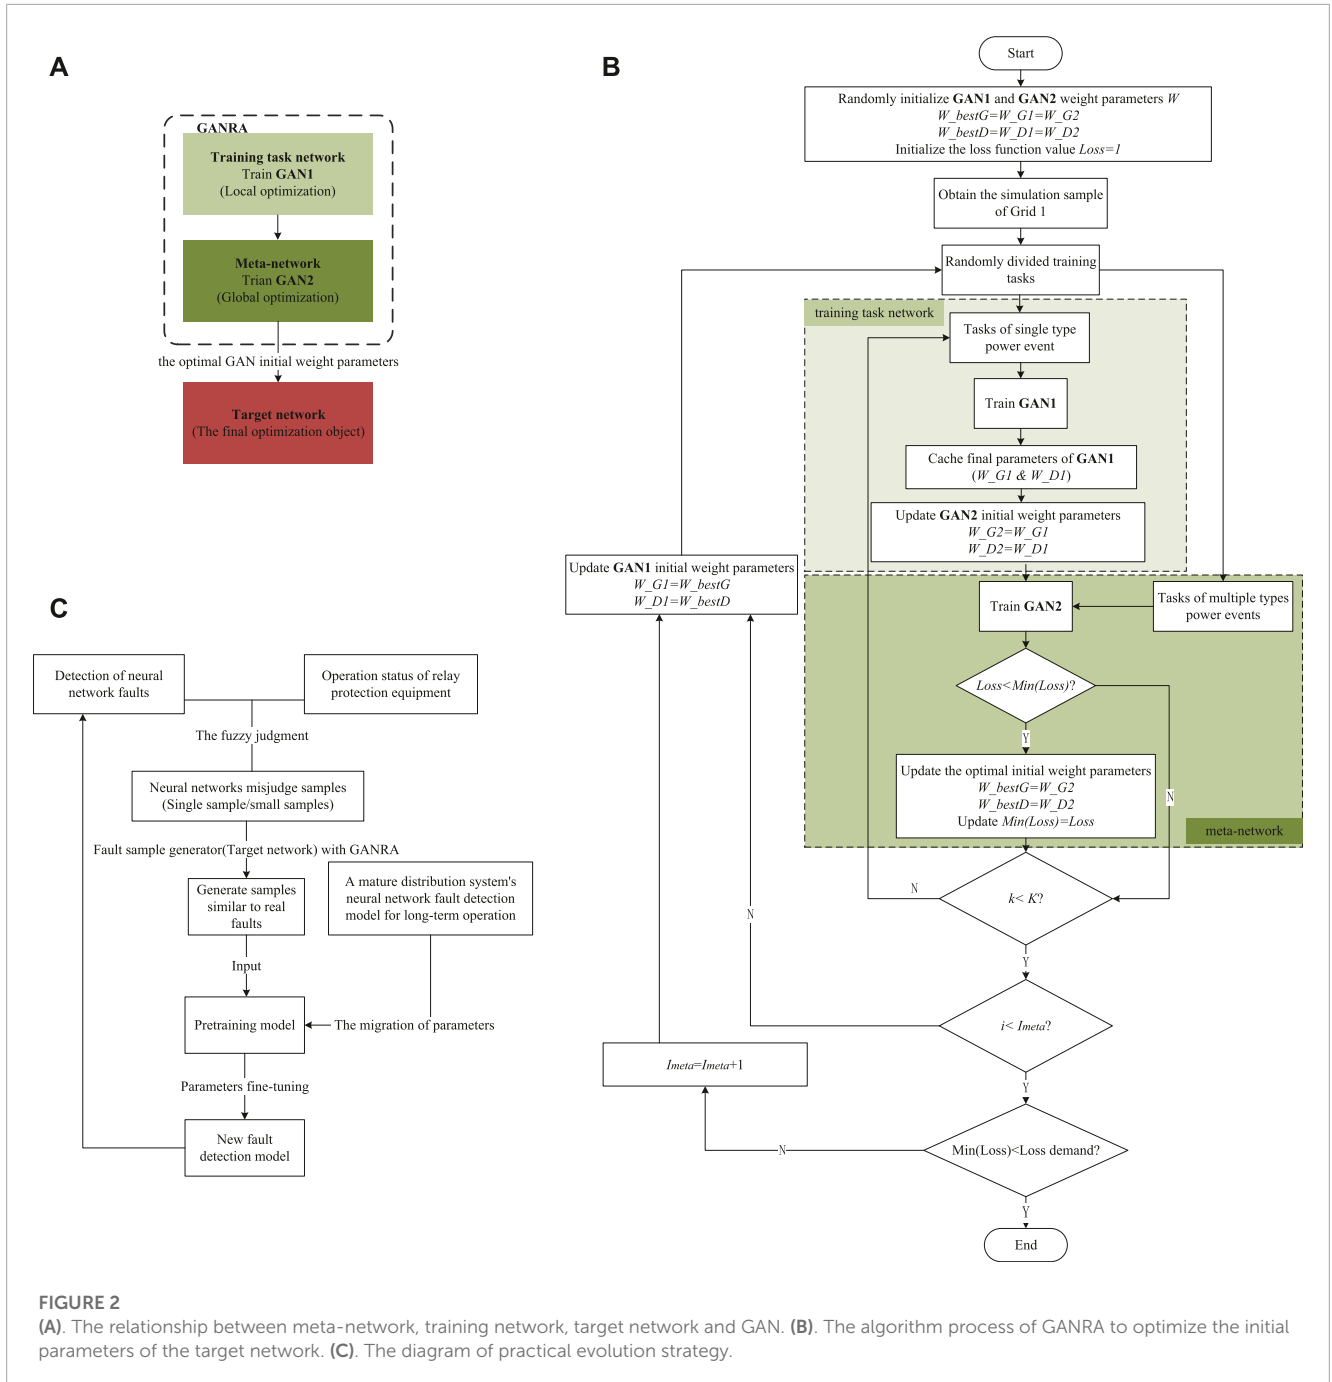 A
GANRA
Training task network
Train GAN1
(Local optimization)
Meta-network
Trian GAN2
(Global optimization)
the optimal GAN initial weight parameters
Target network
(The final optimization object)
B
Start
Randomly initialize GAN1 and GAN2 weight parameters W
W_bestG=W_G1=W_G2
W_bestD=W_D1=W_D2
Initialize the loss function value Loss=1
Obtain the simulation sample
of Grid 1
Randomly divided training
tasks
training task network
Tasks of single type
power event
Train GAN1
Cache final parameters of GAN1
(W_G1 & W_D1)
Update GAN2 initial weight parameters
W_G2=W_G1
W_D2=W_D1
Update GAN1 initial weight parameters
W_G1=W_bestG
W_D1=W_bestD
Train GAN2
Tasks of multiple types
power events
Loss<Min(Loss)?
Y
N
Update the optimal initial weight parameters
W_bestG=W_G2
W_bestD=W_D2
Update Min(Loss)=Loss
meta-network
k< K?
N
Y
i< Imeta?
N
Y
Imeta=Imeta+1
Min(Loss)<Loss demand?
N
Y
End
C
Detection of neural
network faults
Operation status of relay
protection equipment
The fuzzy judgment
Neural networks misjudge samples
(Single sample/small samples)
Fault sample generator(Target network) with GANRA
Generate samples
similar to real
faults
A mature distribution system's
neural network fault detection
model for long-term operation
Input
Pretraining model
The migration of parameters
Parameters fine-tuning
New fault
detection model
FIGURE 2
(A). The relationship between meta-network, training network, target network and GAN. (B). The algorithm process of GANRA to optimize the initial
parameters of the target network. (C). The diagram of practical evolution strategy.